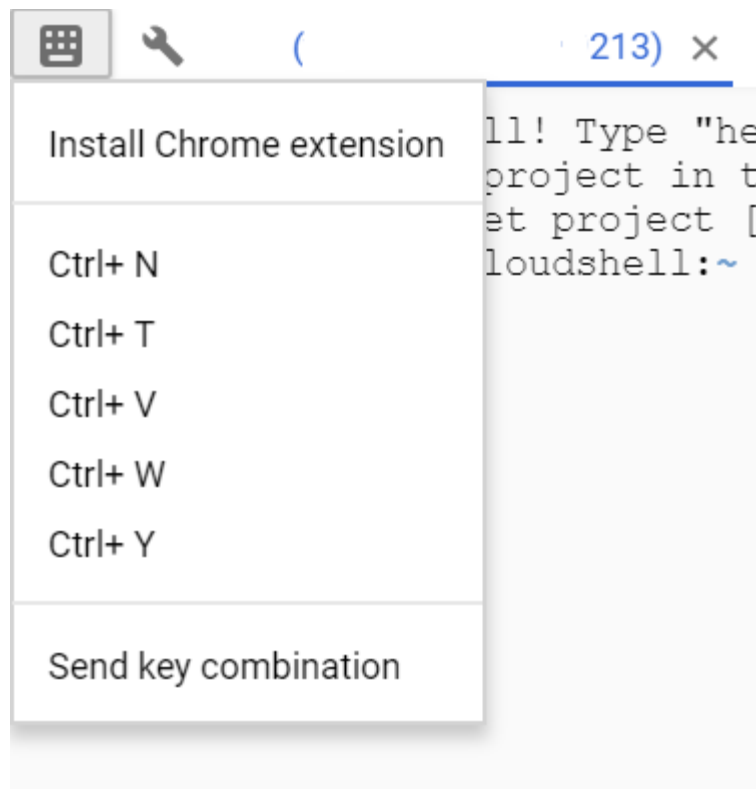 ( 213)
Install Chrome extension
ll! Type "he
project in t
et project [
loudshell:~
Ctrl+ N
Ctrl+ T
Ctrl+ V
Ctrl+ W
Ctrl+ Y
Send key combination